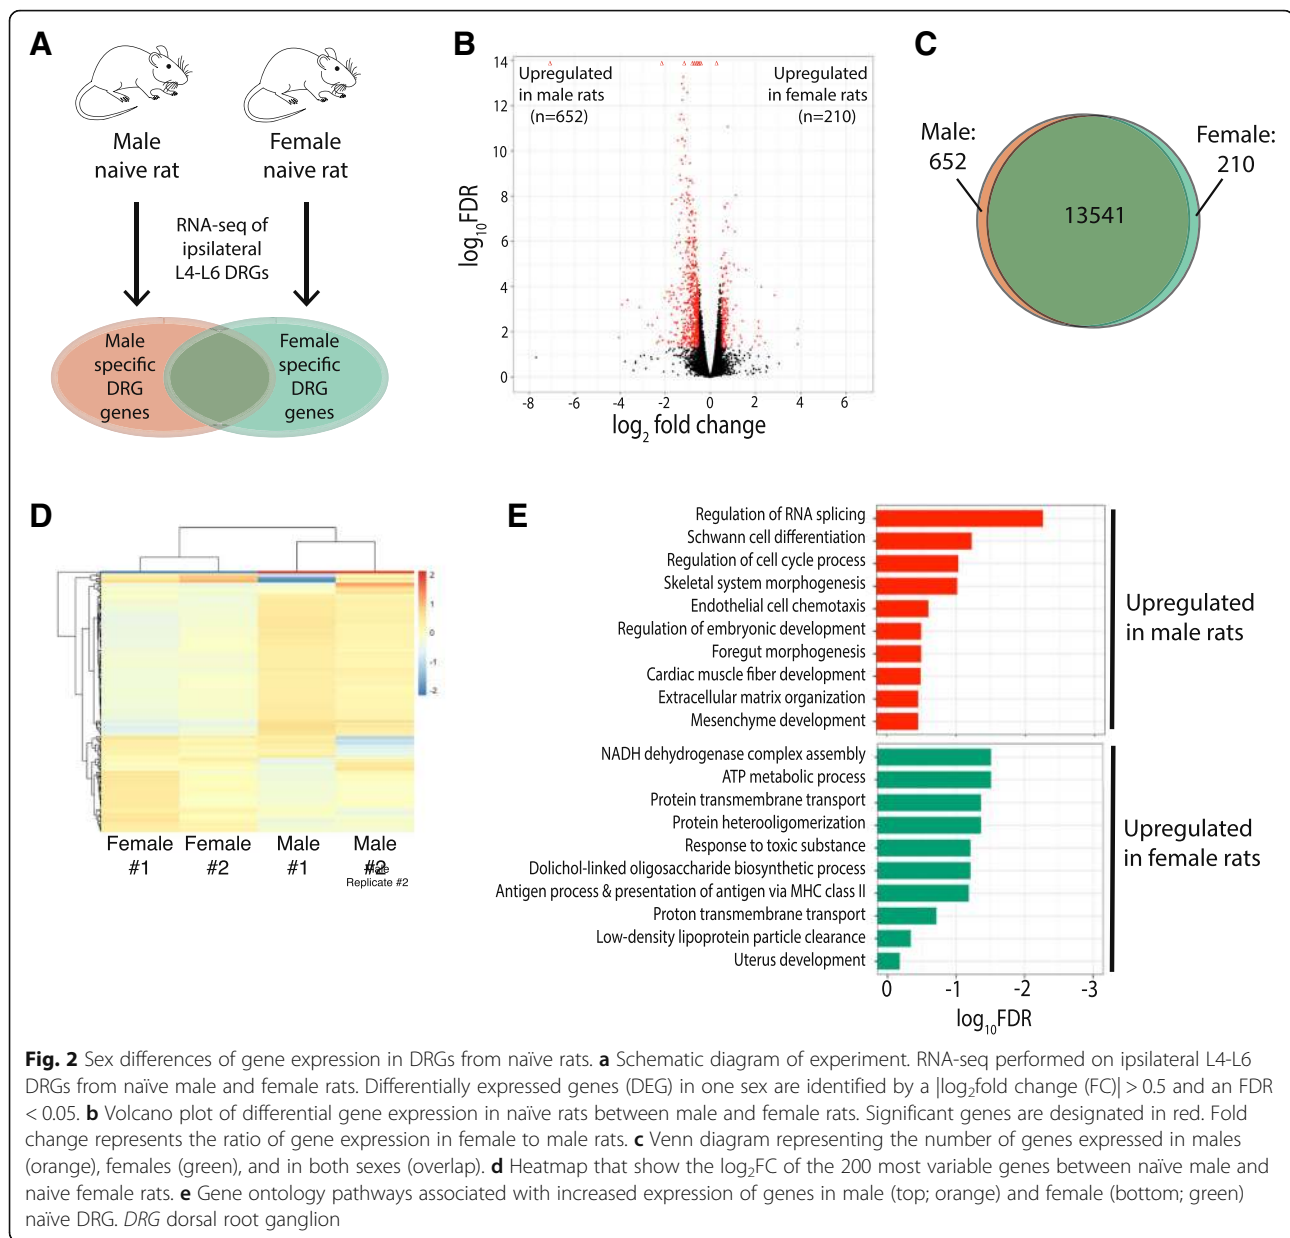 A
Male
naive rat
Female
naive rat
RNA-seq of
ipsilateral
L4-L6 DRGs
Male
specific
DRG
genes
Female
specific
DRG
genes
B
Upregulated
in male rats
(n=652)
Upregulated
in female rats
(n=210)
14
12
10
8
6
4
2
0
log10FDR
-8 -6 -4 -2 0 2 4 6
log2 fold change
C
Male:
652
13541
Female:
210
D
2
1
0
-1
-2
Female
#1
Female
#2
Male
#1
Male
#2
Replicate #2
E
Regulation of RNA splicing
Schwann cell differentiation
Regulation of cell cycle process
Skeletal system morphogenesis
Endothelial cell chemotaxis
Regulation of embryonic development
Foregut morphogenesis
Cardiac muscle fiber development
Extracellular matrix organization
Mesenchyme development
Upregulated
in male rats
NADH dehydrogenase complex assembly
ATP metabolic process
Protein transmembrane transport
Protein heterooligomerization
Response to toxic substance
Dolichol-linked oligosaccharide biosynthetic process
Antigen process & presentation of antigen via MHC class II
Proton transmembrane transport
Low-density lipoprotein particle clearance
Uterus development
Upregulated
in female rats
0 -1 -2 -3
log10FDR
Fig. 2 Sex differences of gene expression in DRGs from naïve rats. a Schematic diagram of experiment. RNA-seq performed on ipsilateral L4-L6
DRGs from naïve male and female rats. Differentially expressed genes (DEG) in one sex are identified by a |log2fold change (FC)| > 0.5 and an FDR
< 0.05. b Volcano plot of differential gene expression in naïve rats between male and female rats. Significant genes are designated in red. Fold
change represents the ratio of gene expression in female to male rats. c Venn diagram representing the number of genes expressed in males
(orange), females (green), and in both sexes (overlap). d Heatmap that show the log2FC of the 200 most variable genes between naïve male and
naive female rats. e Gene ontology pathways associated with increased expression of genes in male (top; orange) and female (bottom; green)
naïve DRG. DRG dorsal root ganglion